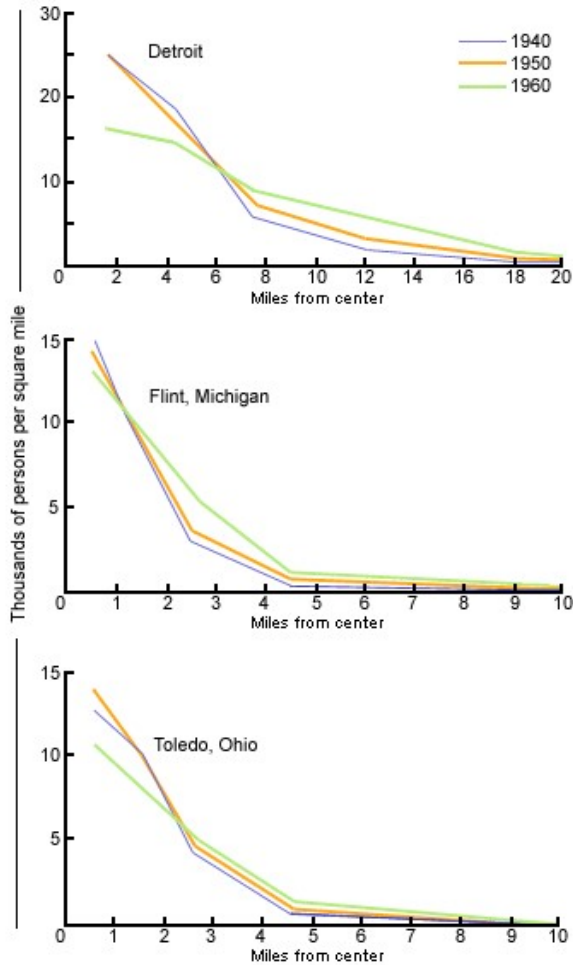 Thousands of persons per square mile
30
Detroit
1940
1950
1960
20
10
0 2 4 6 8 10 12 14 16 18 20
Miles from center
15
Flint, Michigan
10
5
0 1 2 3 4 5 6 7 8 9 10
Miles from center
15
Toledo, Ohio
10
5
0 1 2 3 4 5 6 7 8 9 10
Miles from center